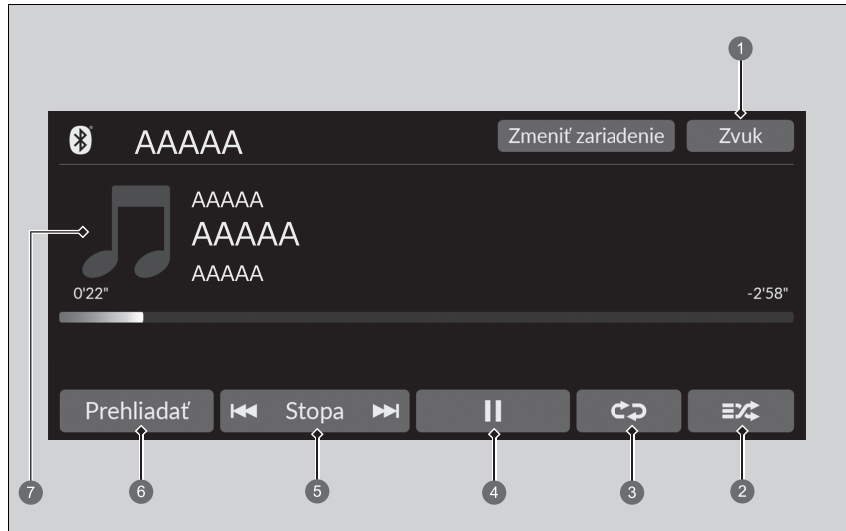 1
AAAAA
Zmeniť zariadenie
Zvuk
AAAAA
AAAAA
AAAAA
7
0'22"
-2'58"
Prehliadať
Stopa
6
5
4
3
2